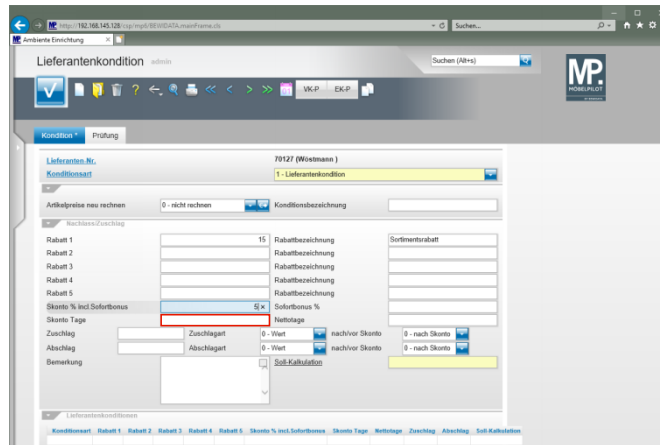 http://192.168.145.128/csp/mpb/BEWIDATA.mainFrame.cls
Suchen...
MP. Ambiente Einrichtung
Lieferantenkondition admin
Suchen (Alt+s)
MP.
MÖBELPILOT
VK-P EK-P
Kondition * Prüfung
Lieferanten-Nr. 70127 (Wöstmann )
Konditionsart 1 - Lieferantenkondition
Artikelpreise neu rechnen 0 - nicht rechnen Konditionsbezeichnung
Nachlass/Zuschlag
Rabatt 1 15 Rabattbezeichnung Sortimentsrabatt
Rabatt 2 Rabattbezeichnung
Rabatt 3 Rabattbezeichnung
Rabatt 4 Rabattbezeichnung
Rabatt 5 Rabattbezeichnung
Skonto % incl.Sofortbonus 5 Sofortbonus %
Skonto Tage Nettotage
Zuschlag Zuschlagart 0 - Wert nach/vor Skonto 0 - nach Skonto
Abschlag Abschlagart 0 - Wert nach/vor Skonto 0 - nach Skonto
Bemerkung Soll-Kalkulation
Lieferantenkonditionen
Konditionsart Rabatt 1 Rabatt 2 Rabatt 3 Rabatt 4 Rabatt 5 Skonto % incl.Sofortbonus Skonto Tage Nettotage Zuschlag Abschlag Soll-Kalkulation